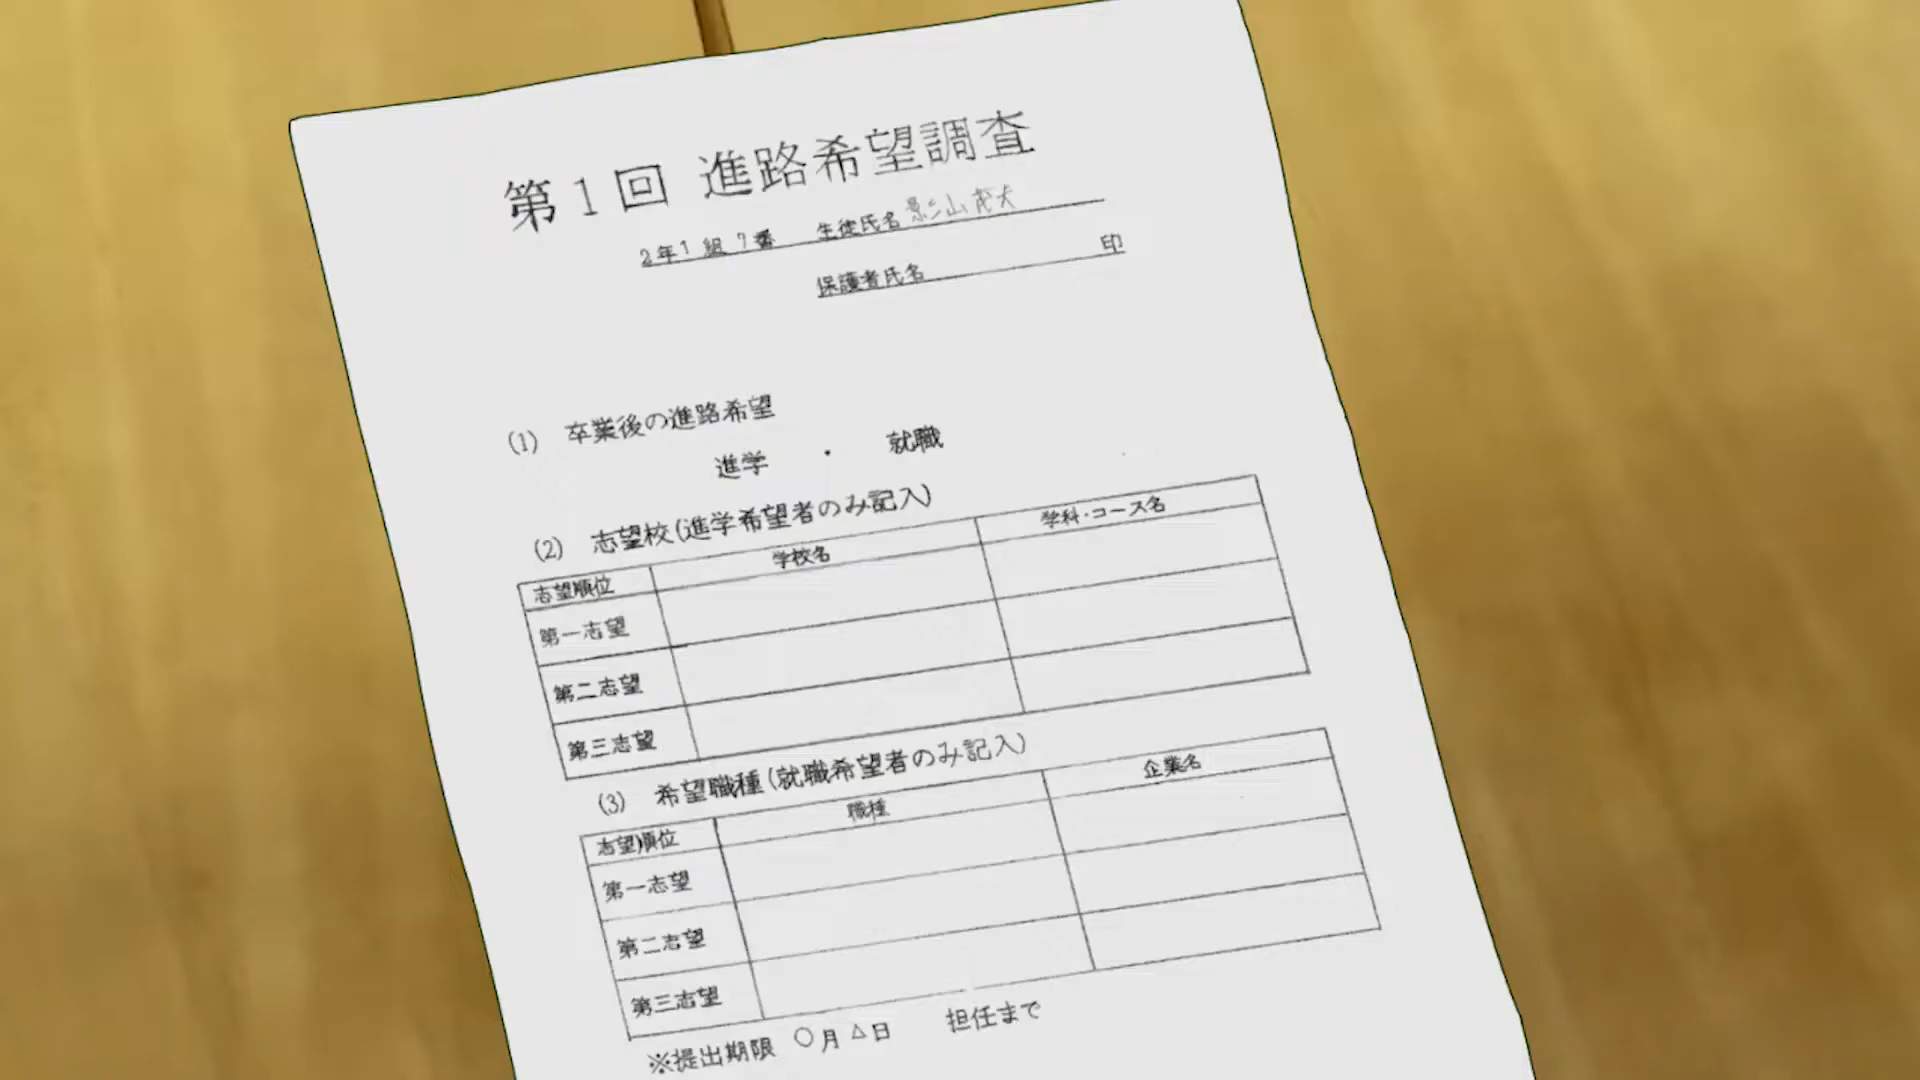 第1回 進路希望調査
2年1組 7番 生徒氏名 影山茂夫
保護者氏名 印
(1) 卒業後の進路希望
進学 ・ 就職
(2) 志望校(進学希望者のみ記入)
志望順位 学校名 学科・コース名
第一志望
第二志望
第三志望
(3) 希望職種(就職希望者のみ記入)
志望順位 職種 企業名
第一志望
第二志望
第三志望
※提出期限 ○月△日 担任まで